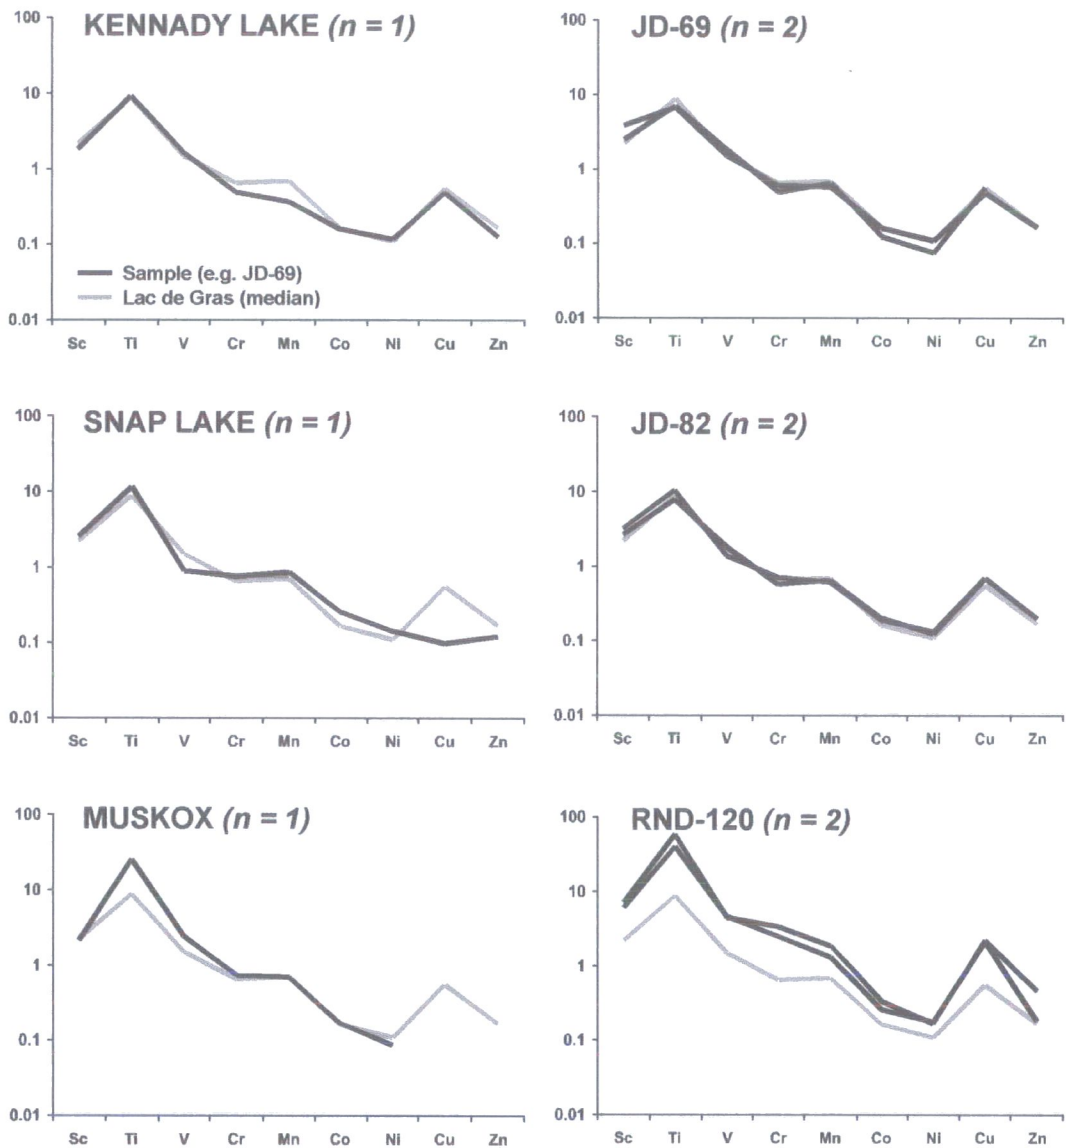 KENNADY LAKE (n = 1)
100
10
1
0.1
0.01
Sample (e.g. JD-69)
Lac de Gras (median)
Sc Ti V Cr Mn Co Ni Cu Zn
JD-69 (n = 2)
100
10
1
0.1
0.01
Sc Ti V Cr Mn Co Ni Cu Zn
SNAP LAKE (n = 1)
100
10
1
0.1
0.01
Sc Ti V Cr Mn Co Ni Cu Zn
JD-82 (n = 2)
100
10
1
0.1
0.01
Sc Ti V Cr Mn Co Ni Cu Zn
MUSKOX (n = 1)
100
10
1
0.1
0.01
Sc Ti V Cr Mn Co Ni Cu Zn
RND-120 (n = 2)
100
10
1
0.1
0.01
Sc Ti V Cr Mn Co Ni Cu Zn